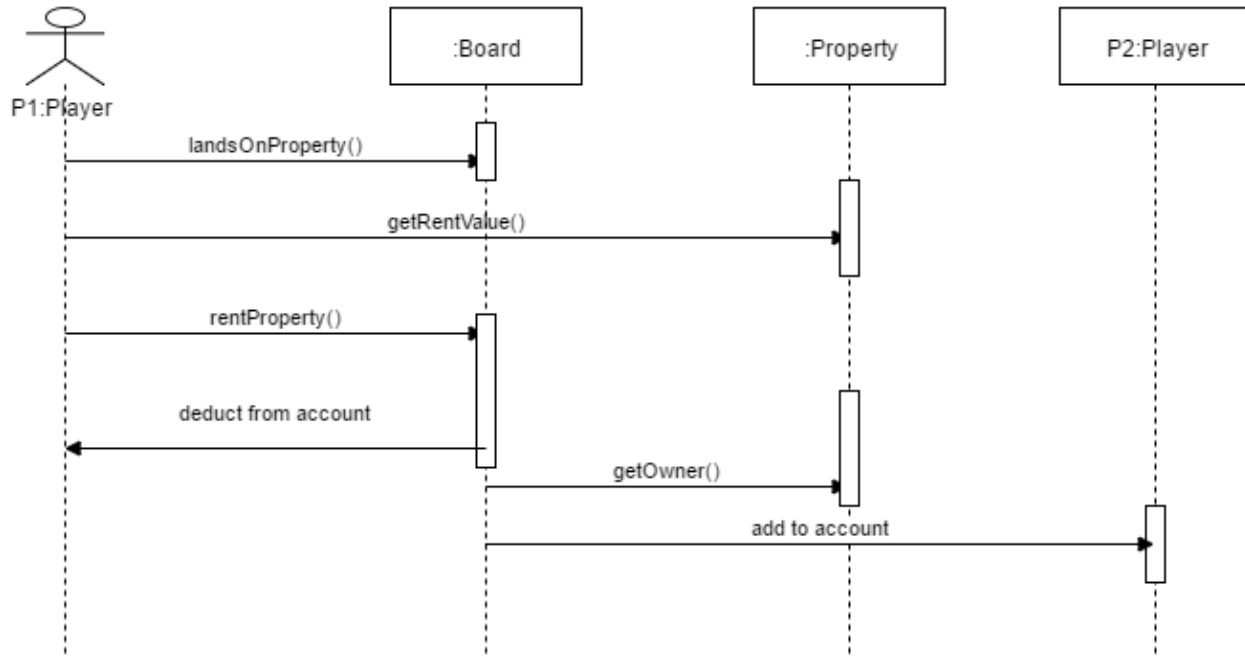 :Board
:Property
P2:Player
P1:Player
landsOnProperty()
getRentValue()
rentProperty()
deduct from account
getOwner()
add to account